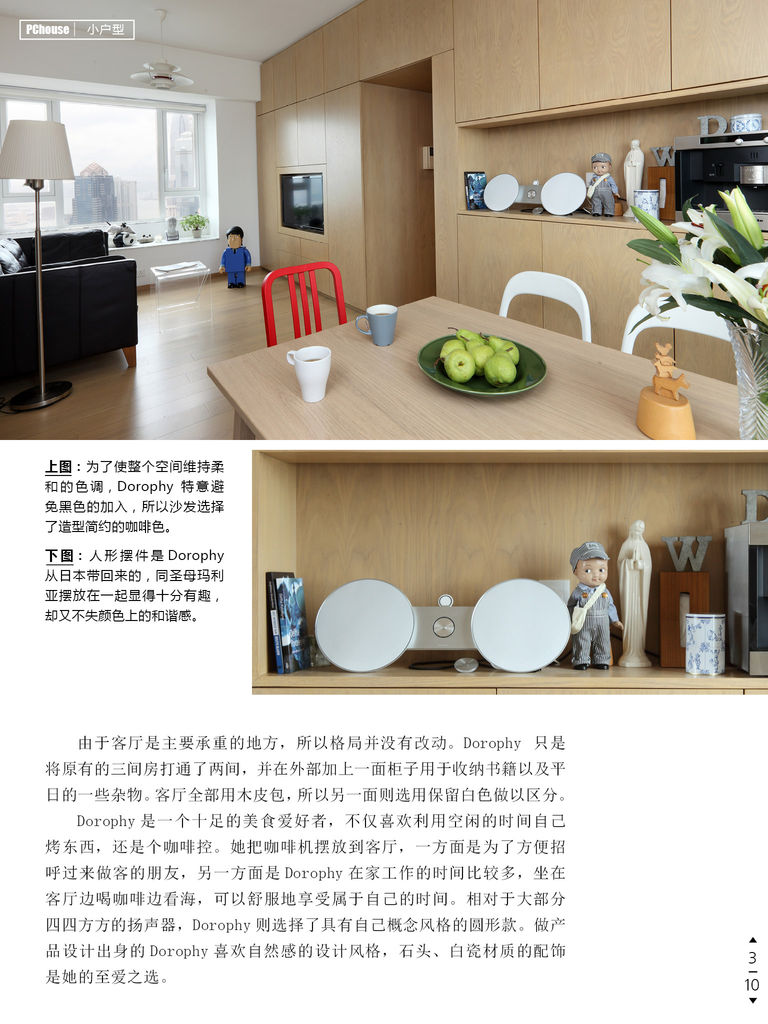 PChouse 小户型
D
W
上图：为了使整个空间维持柔
和的色调，Dorophy 特意避
免黑色的加入，所以沙发选择
了造型简约的咖啡色。
下图：人形摆件是 Dorophy
从日本带回来的，同圣母玛利
亚摆放在一起显得十分有趣，
却又不失颜色上的和谐感。
D
W
由于客厅是主要承重的地方，所以格局并没有改动。Dorophy 只是
将原有的三间房打通了两间，并在外部加上一面柜子用于收纳书籍以及平
日的一些杂物。客厅全部用木皮包，所以另一面则选用保留白色做以区分。
Dorophy 是一个十足的美食爱好者，不仅喜欢利用空闲的时间自己
烤东西，还是个咖啡控。她把咖啡机摆放到客厅，一方面是为了方便招
呼过来做客的朋友，另一方面是 Dorophy 在家工作的时间比较多，坐在
客厅边喝咖啡边看海，可以舒服地享受属于自己的时间。相对于大部分
四四方方的扬声器，Dorophy 则选择了具有自己概念风格的圆形款。做产
品设计出身的 Dorophy 喜欢自然感的设计风格，石头、白瓷材质的配饰
是她的至爱之选。
3
10